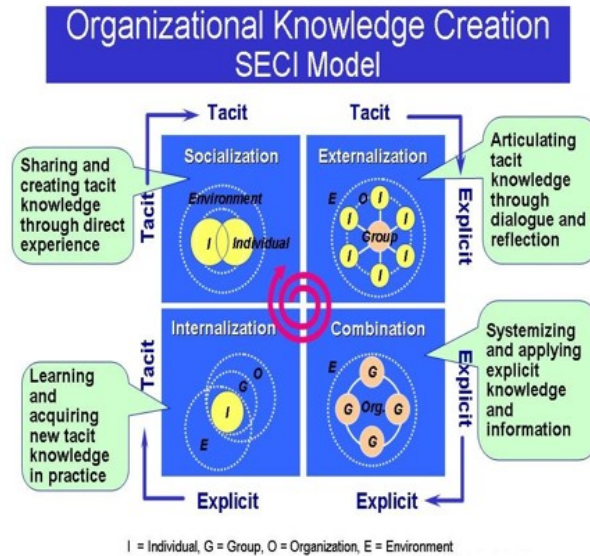 Organizational Knowledge Creation
SECI Model
Tacit
Tacit
Sharing and
creating tacit
knowledge
through direct
experience
Tacit
Socialization
Environment
I
Individual
Externalization
E
O
I
I
I
Group
I
I
I
Explicit
Articulating
tacit
knowledge
through
dialogue and
reflection
Learning
and
acquiring
new tacit
knowledge
in practice
Tacit
Internalization
O
G
I
E
Combination
E
G
G
Org.
G
G
Explicit
Systemizing
and applying
explicit
knowledge
and
information
Explicit
Explicit
I = Individual, G = Group, O = Organization, E = Environment